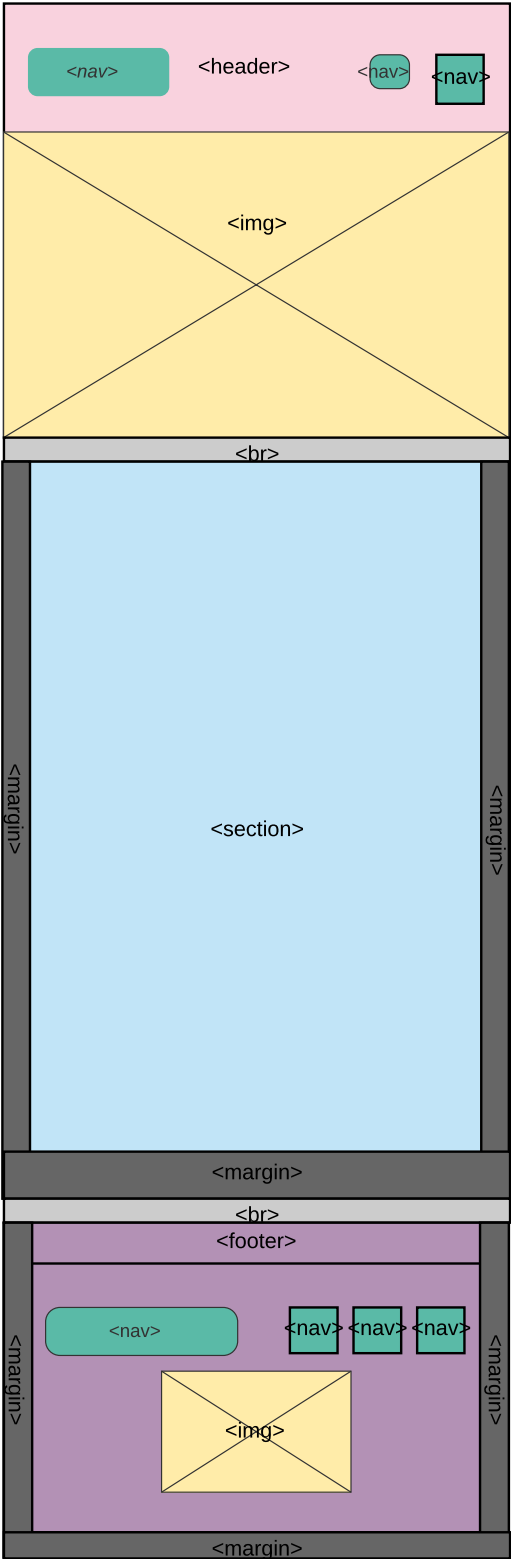 <nav>
<header>
<nav>
<nav>
<img>
<br>
<margin>
<section>
<margin>
<margin>
<br>
<footer>
<nav>
<nav>
<nav>
<nav>
<margin>
<img>
<margin>
<margin>